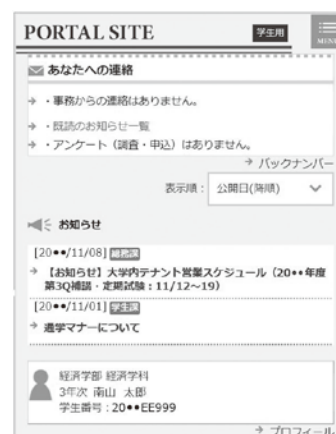 PORTAL SITE
学生用
MENU
あなたへの連絡
・事務からの連絡はありません。
・既読のお知らせ一覧
・アンケート（調査・申込）はありません。
バックナンバー
表示順： 公開日(降順)
お知らせ
[20●●/11/08] 総務課
【お知らせ】大学内テナント営業スケジュール（20●●年度
第3Q補講・定期試験：11/12～19）
[20●●/11/01] 学生課
通学マナーについて
経済学部 経済学科
3年次 南山 太郎
学生番号：20●●EE999
プロフィール